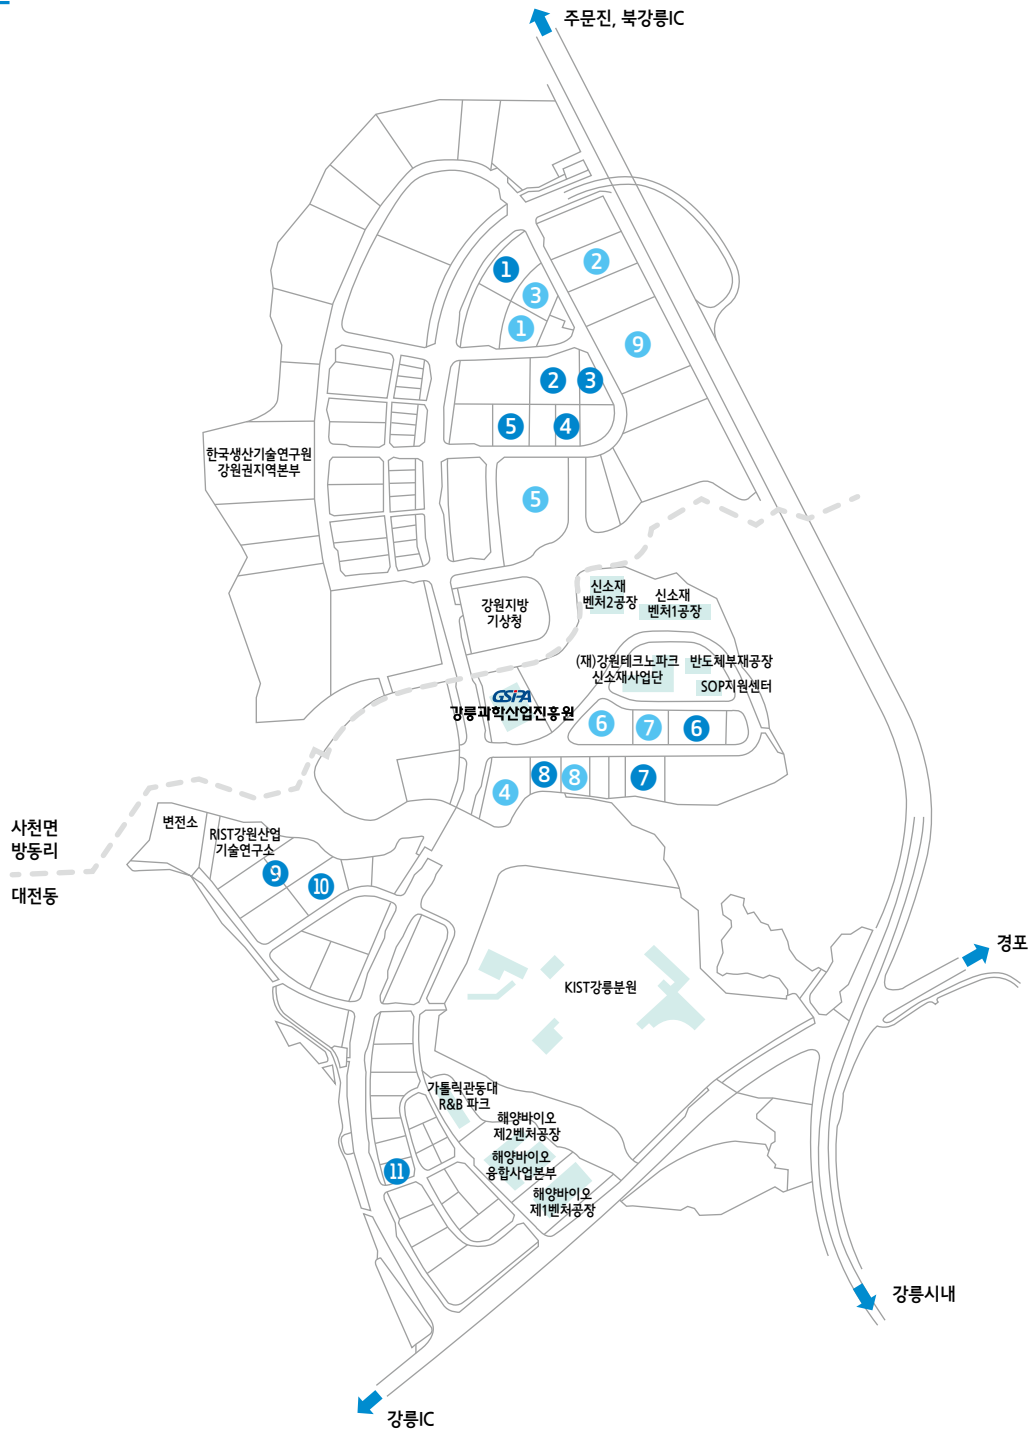 주문진, 북강릉IC
1
2
3
1
9
2
3
5
4
한국생산기술연구원
강원권지역본부
5
신소재
벤처2공장
신소재
벤처1공장
강원지방
기상청
(재)강원테크노파크
신소재사업단
반도체부재공장
SOP지원센터
GSIPA
강릉과학산업진흥원
6
7
6
8
8
7
4
변전소
RIST강원산업
기술연구소
사천면
방동리
대전동
9
10
경포
KIST강릉분원
가톨릭관동대
R&B 파크
해양바이오
제2벤처공장
해양바이오
융합사업본부
11
해양바이오
제1벤처공장
강릉시내
강릉IC